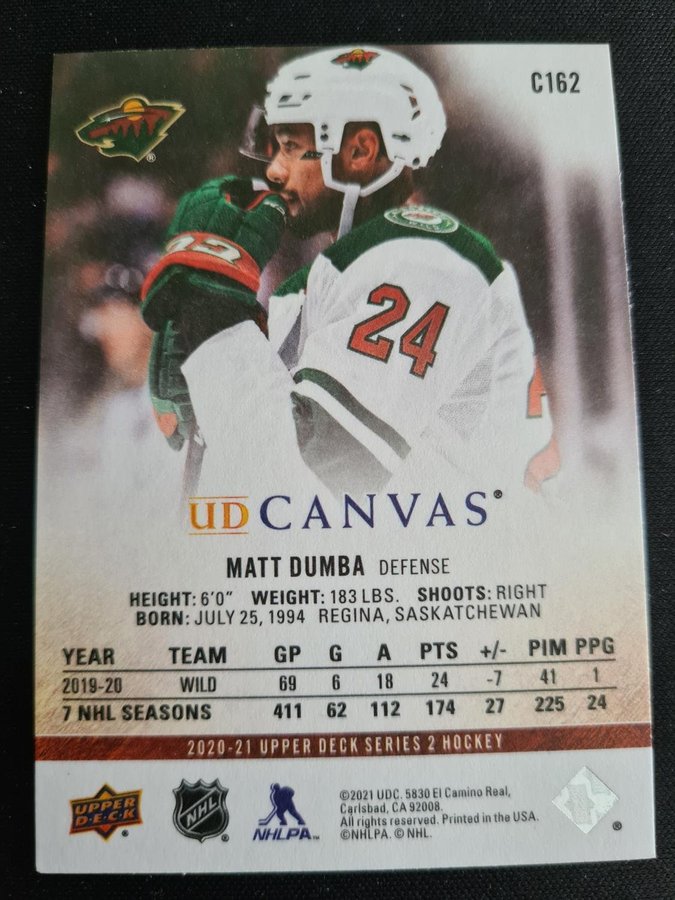 C162
24
UD CANVAS®
MATT DUMBA DEFENSE
HEIGHT: 6'0" WEIGHT: 183 LBS. SHOOTS: RIGHT
BORN: JULY 25, 1994 REGINA, SASKATCHEWAN
YEAR TEAM GP G A PTS +/- PIM PPG
2019-20 WILD 69 6 18 24 -7 41 1
7 NHL SEASONS 411 62 112 174 27 225 24
2020-21 UPPER DECK SERIES 2 HOCKEY
UPPER
D·E·C·K
NHL
NHLPA™
©2021 UDC. 5830 El Camino Real,
Carlsbad, CA 92008.
All rights reserved. Printed in the USA.
©NHLPA. © NHL.